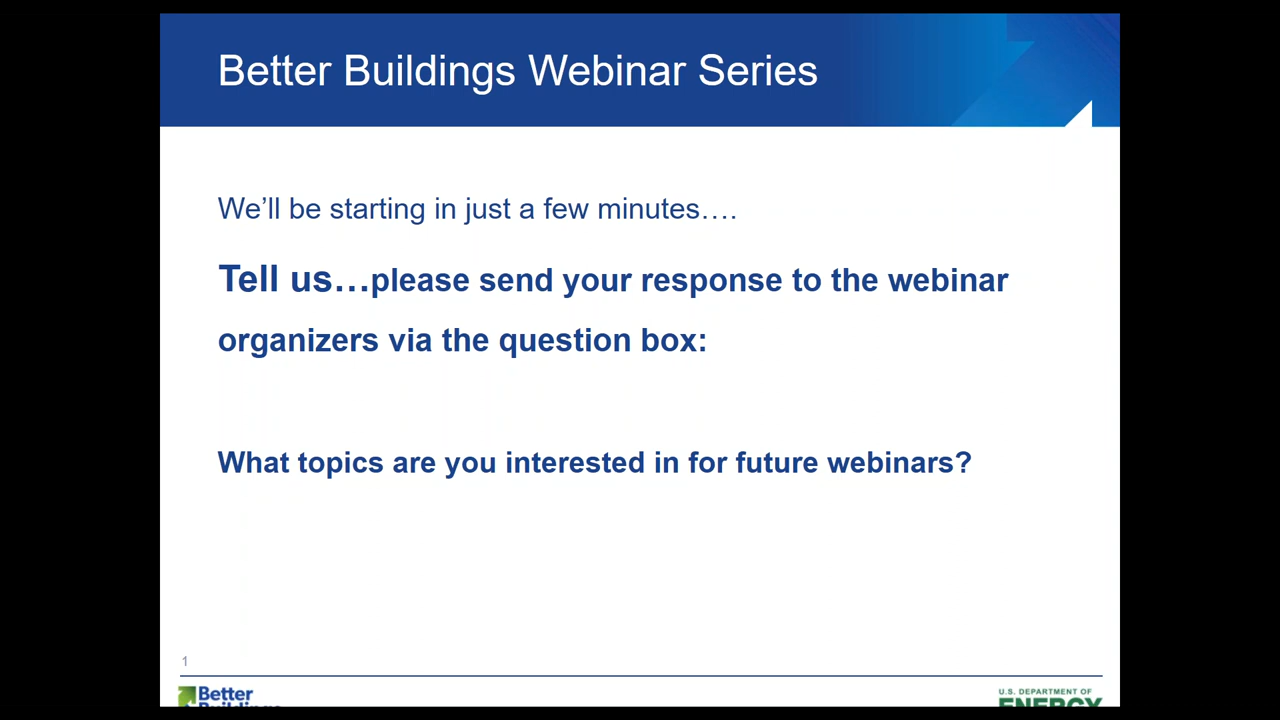 Better Buildings Webinar Series
We'll be starting in just a few minutes….
Tell us…please send your response to the webinar
organizers via the question box:
What topics are you interested in for future webinars?
1
Better
Buildings
U.S. DEPARTMENT OF
ENERGY